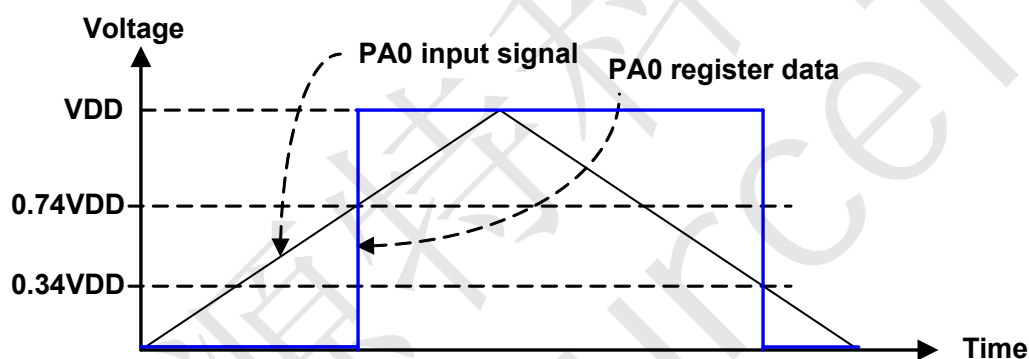 Voltage
PA0 input signal
PA0 register data
VDD
0.74VDD
0.34VDD
Time